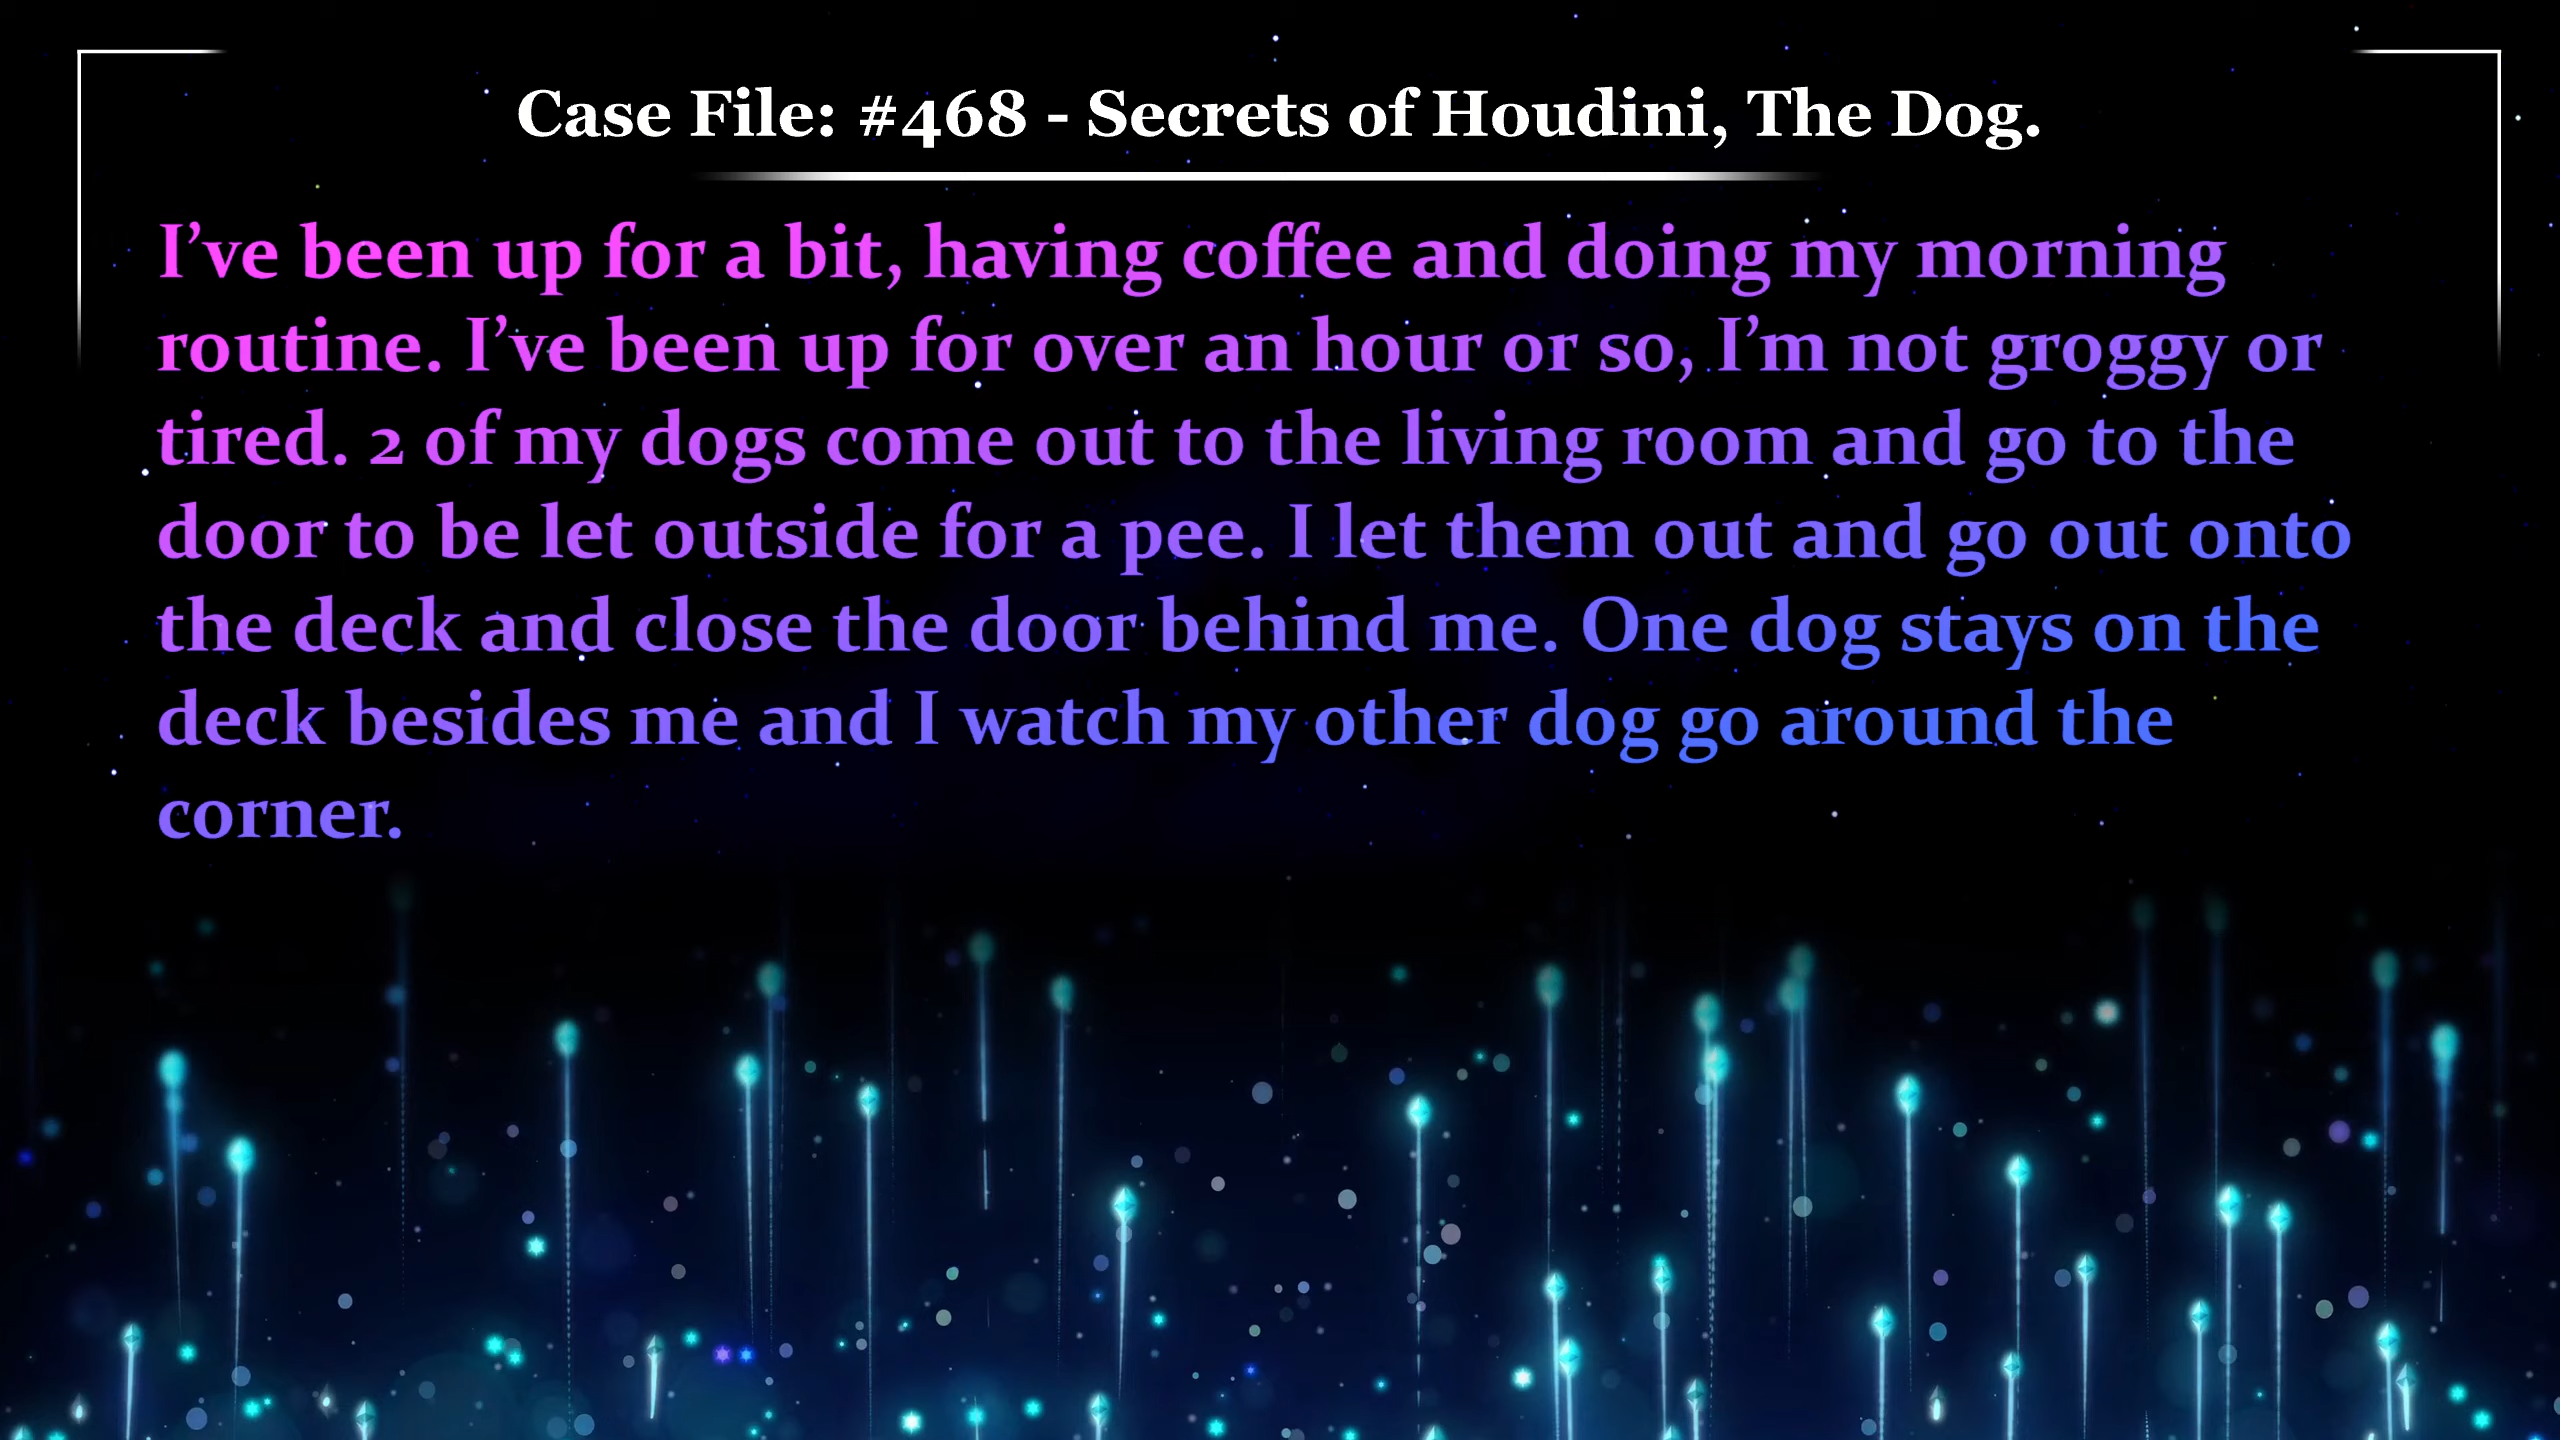 Case File: #468 - Secrets of Houdini, The Dog.
I’ve been up for a bit, having coffee and doing my morning
routine. I’ve been up for over an hour or so, I’m not groggy or
tired. 2 of my dogs come out to the living room and go to the
door to be let outside for a pee. I let them out and go out onto
the deck and close the door behind me. One dog stays on the
deck besides me and I watch my other dog go around the
corner.